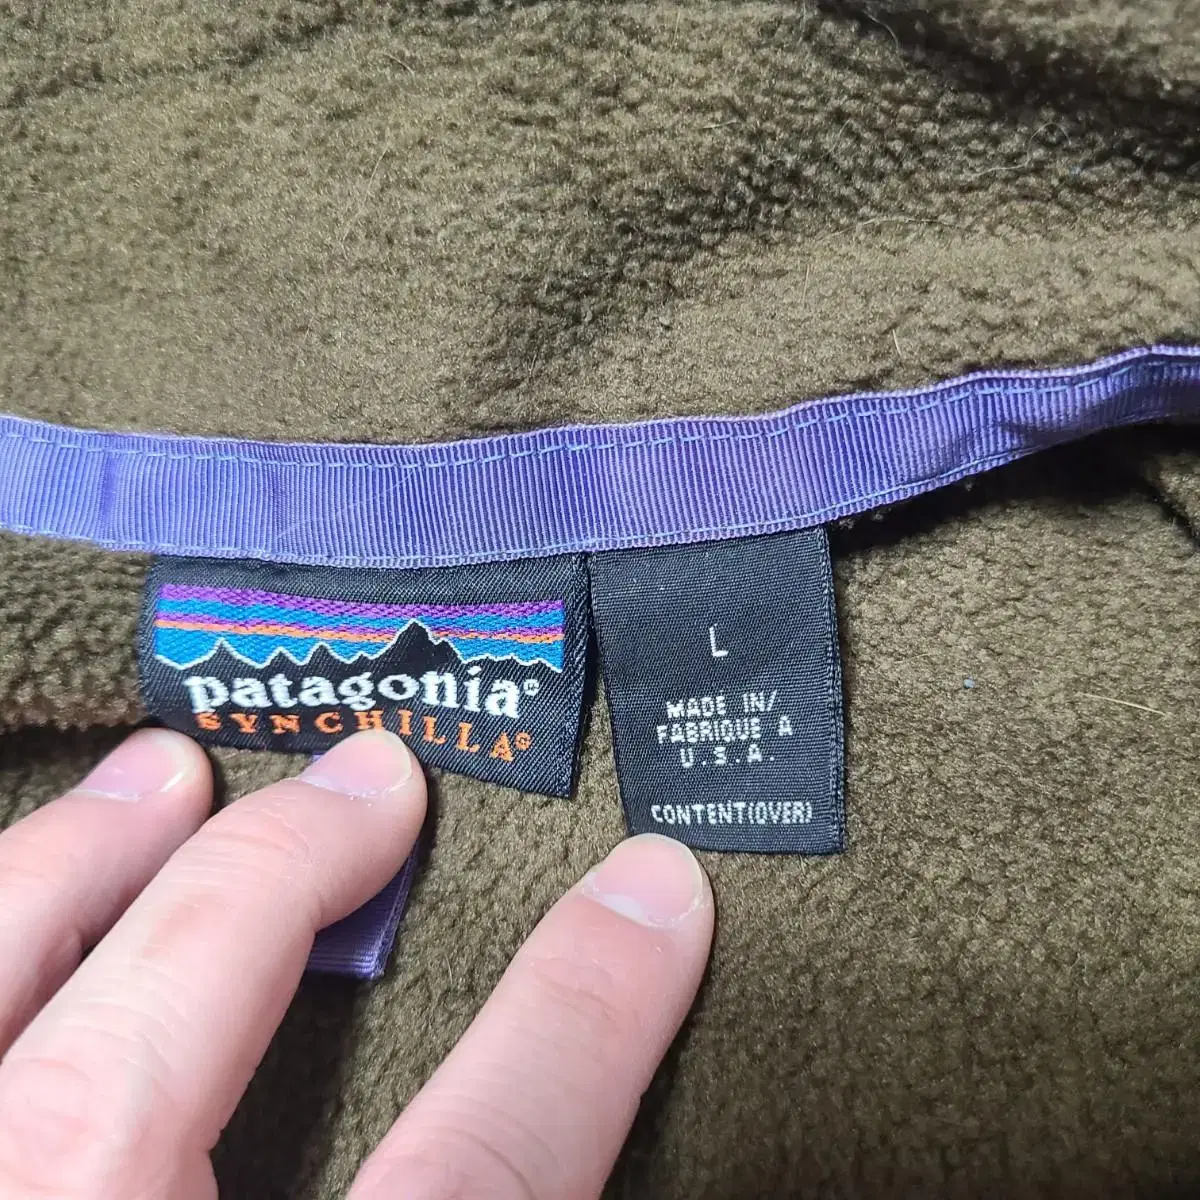 patagonia®
SYNCHILLA®
L
MADE IN/
FABRIQUE A
U.S.A.
CONTENT(OVER)